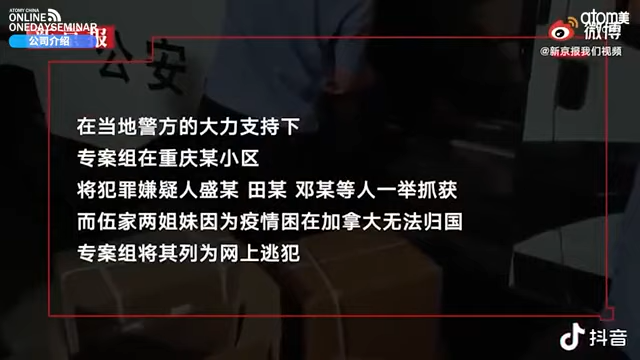 ATOMY CHINA
ONLINE
ONEDAYSEMINAR
公司介绍
报
公安
atom美
微博
@新京报我们视频
在当地警方的大力支持下
专案组在重庆某小区
将犯罪嫌疑人盛某 田某 邓某等人一举抓获
而伍家两姐妹因为疫情困在加拿大无法归国
专案组将其列为网上逃犯
抖音